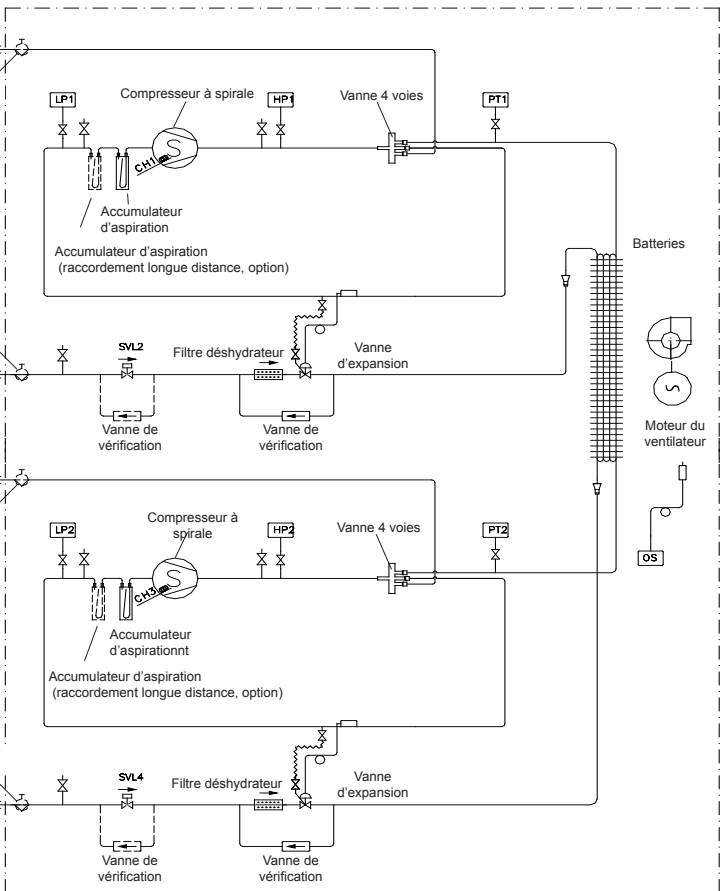 LP1
Compresseur à spirale
HP1
Vanne 4 voies
PT1
CH1
Accumulateur
d'aspiration
Accumulateur d'aspiration
(raccordement longue distance, option)
Batteries
SVL2
Filtre déshydrateur
Vanne
d'expansion
Vanne de
vérification
Vanne de
vérification
Moteur du
ventilateur
OS
LP2
Compresseur à
spirale
HP2
Vanne 4 voies
PT2
CH3
Accumulateur
d'aspirationnt
Accumulateur d'aspiration
(raccordement longue distance, option)
SVL4
Filtre déshydrateur
Vanne
d'expansion
Vanne de
vérification
Vanne de
vérification